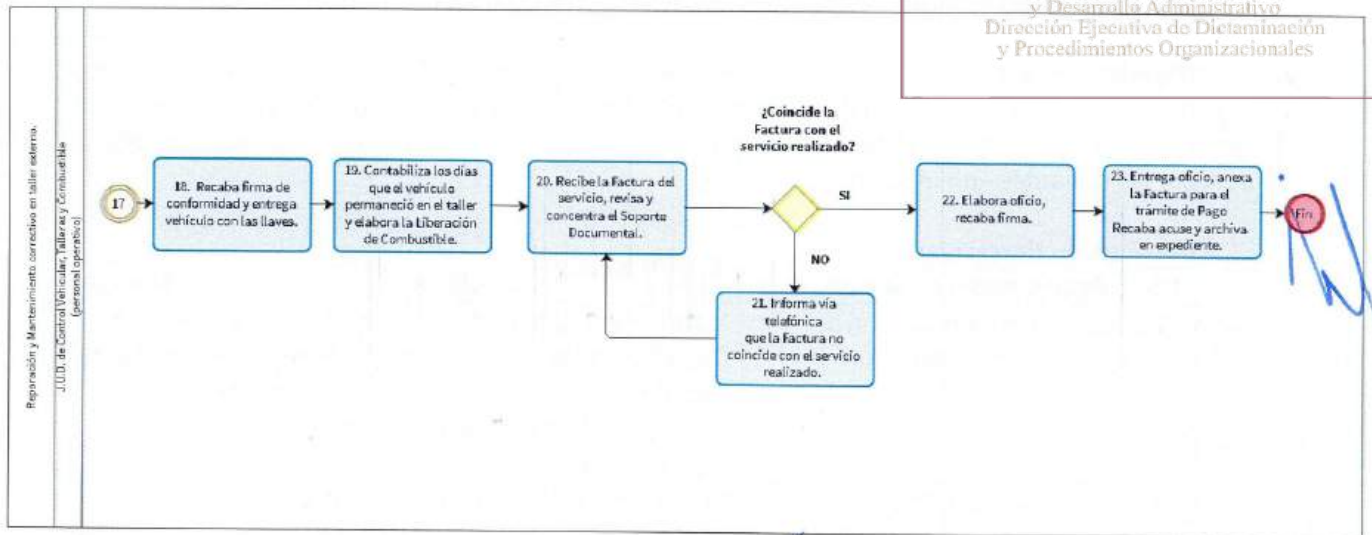 y Desarrollo Administrativo
Dirección Ejecutiva de Dictaminación
y Procedimientos Organizacionales
Reparación y Mantenimiento correctivo en taller externo.
J.U.D. de Control Vehicular, Talleres y Combustible
(personal operativo)
17
18. Recaba firma de
conformidad y entrega
vehículo con las llaves.
19. Contabiliza los días
que el vehículo
permaneció en el taller
y elabora la Liberación
de Combustible.
20. Recibe la Factura del
servicio, revisa y
concentra el Soporte
Documental.
¿Coincide la
Factura con el
servicio realizado?
SI
NO
21. Informa vía
telefónica
que la Factura no
coincide con el servicio
realizado.
22. Elabora oficio,
recaba firma.
23. Entrega oficio, anexa
la Factura para el
trámite de Pago
Recaba acuse y archiva
en expediente.
Fin